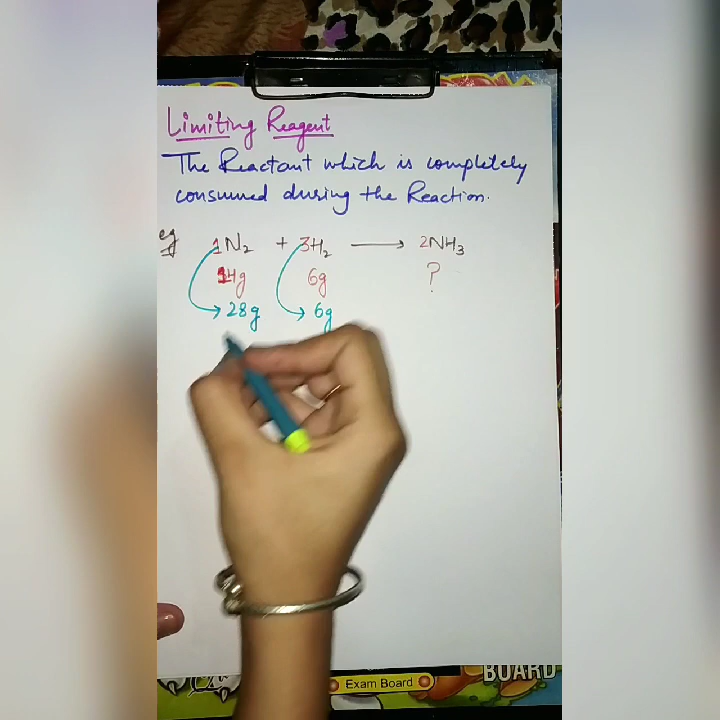 Limiting Reagent
The Reactant which is completely
consumed during the Reaction.
eg 1N₂ + 3H₂ → 2NH₃
14g 6g ?
28g 6g
Exam Board
BOARD